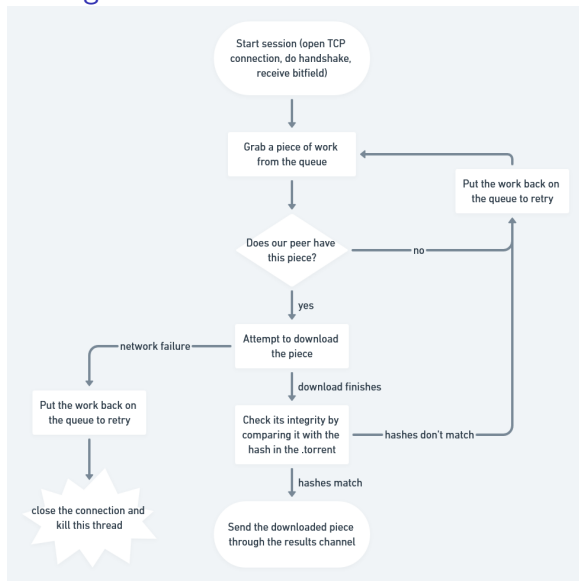 Start session (open TCP
connection, do handshake,
receive bitfield)
Grab a piece of work
from the queue
Put the work back on
the queue to retry
Does our peer have
this piece?
no
yes
Attempt to download
the piece
network failure
download finishes
Put the work back on
the queue to retry
Check its integrity by
comparing it with the
hash in the .torrent
hashes don't match
hashes match
close the connection and
kill this thread
Send the downloaded piece
through the results channel